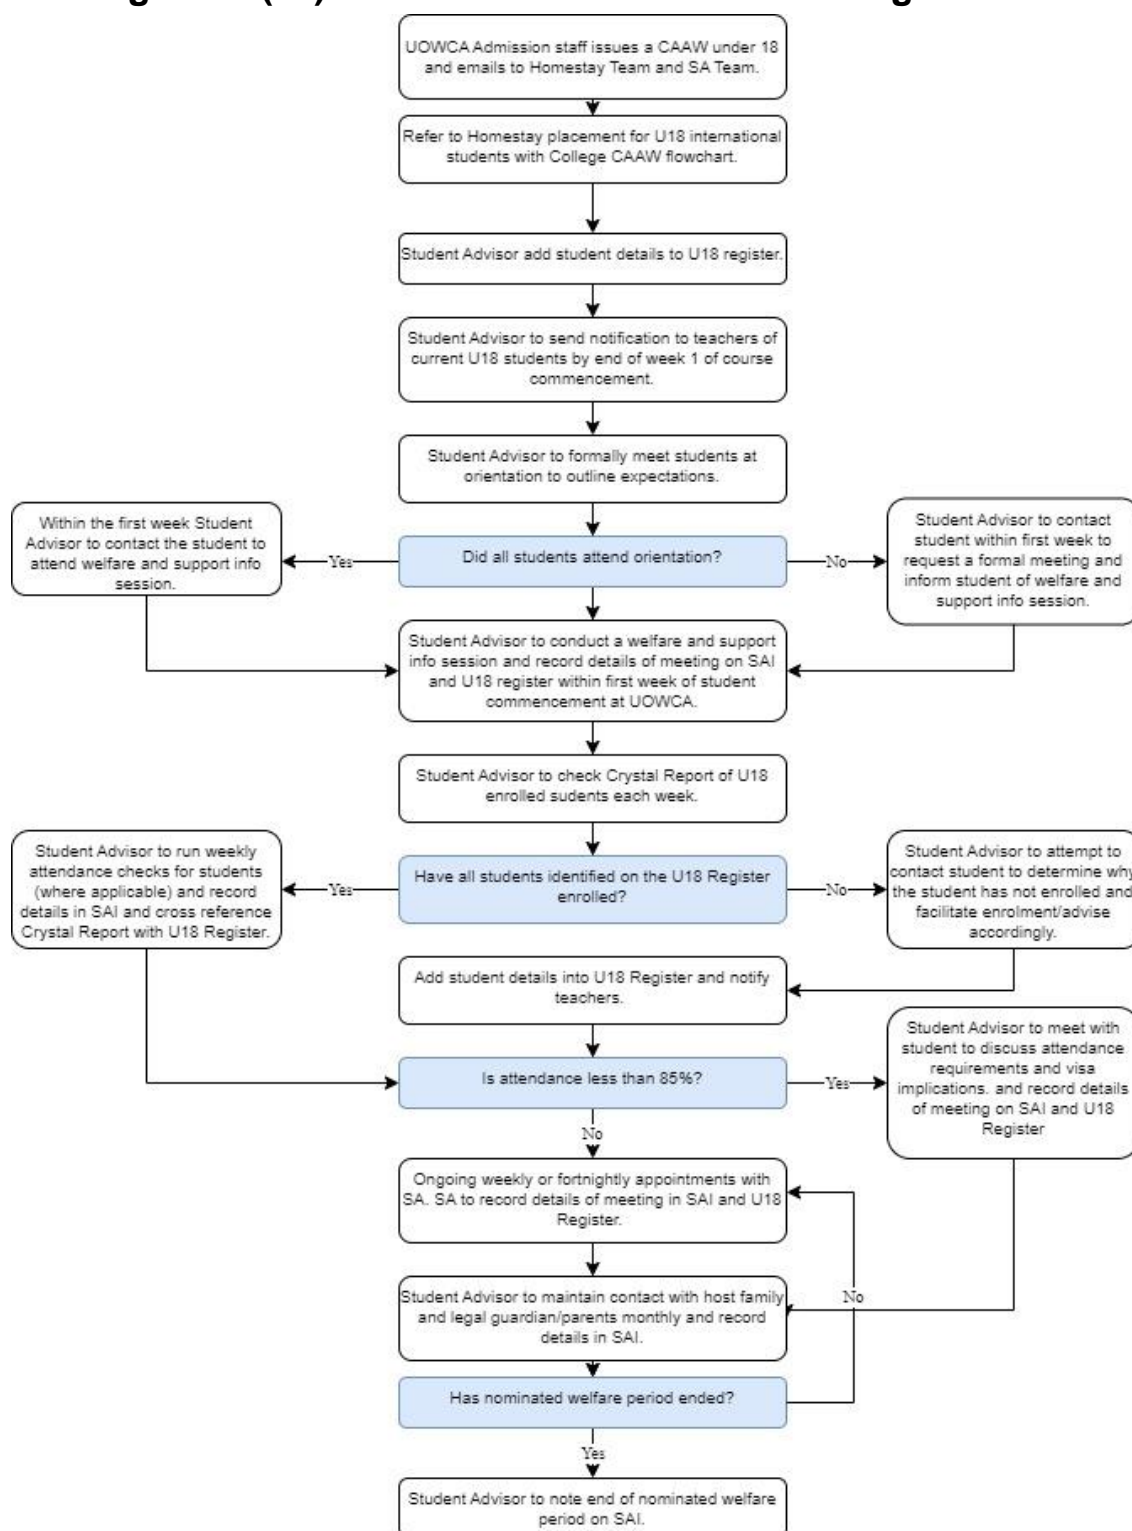 UOWCA Admission staff issues a CAAW under 18
and emails to Homestay Team and SA Team.
Refer to Homestay placement for U18 international
students with College CAAW flowchart.
Student Advisor add student details to U18 register.
Student Advisor to send notification to teachers of
current U18 students by end of week 1 of course
commencement.
Student Advisor to formally meet students at
orientation to outline expectations.
Within the first week Student
Advisor to contact the student to
attend welfare and support info
session.
Yes
Did all students attend orientation?
No
Student Advisor to contact
student within first week to
request a formal meeting and
inform student of welfare and
support info session.
Student Advisor to conduct a welfare and support
info session and record details of meeting on SAI
and U18 register within first week of student
commencement at UOWCA.
Student Advisor to check Crystal Report of U18
enrolled sudents each week.
Student Advisor to run weekly
attendance checks for students
(where applicable) and record
details in SAI and cross reference
Crystal Report with U18 Register.
Yes
Have all students identified on the U18 Register
enrolled?
No
Student Advisor to attempt to
contact student to determine why
the student has not enrolled and
facilitate enrolment/advise
accordingly.
Add student details into U18 Register and notify
teachers.
Is attendance less than 85%?
Yes
Student Advisor to meet with
student to discuss attendance
requirements and visa
implications. and record details
of meeting on SAI and U18
Register
No
Ongoing weekly or fortnightly appointments with
SA. SA to record details of meeting in SAI and U18
Register.
Student Advisor to maintain contact with host family
and legal guardian/parents monthly and record
details in SAI.
No
Has nominated welfare period ended?
Yes
Student Advisor to note end of nominated welfare
period on SAI.